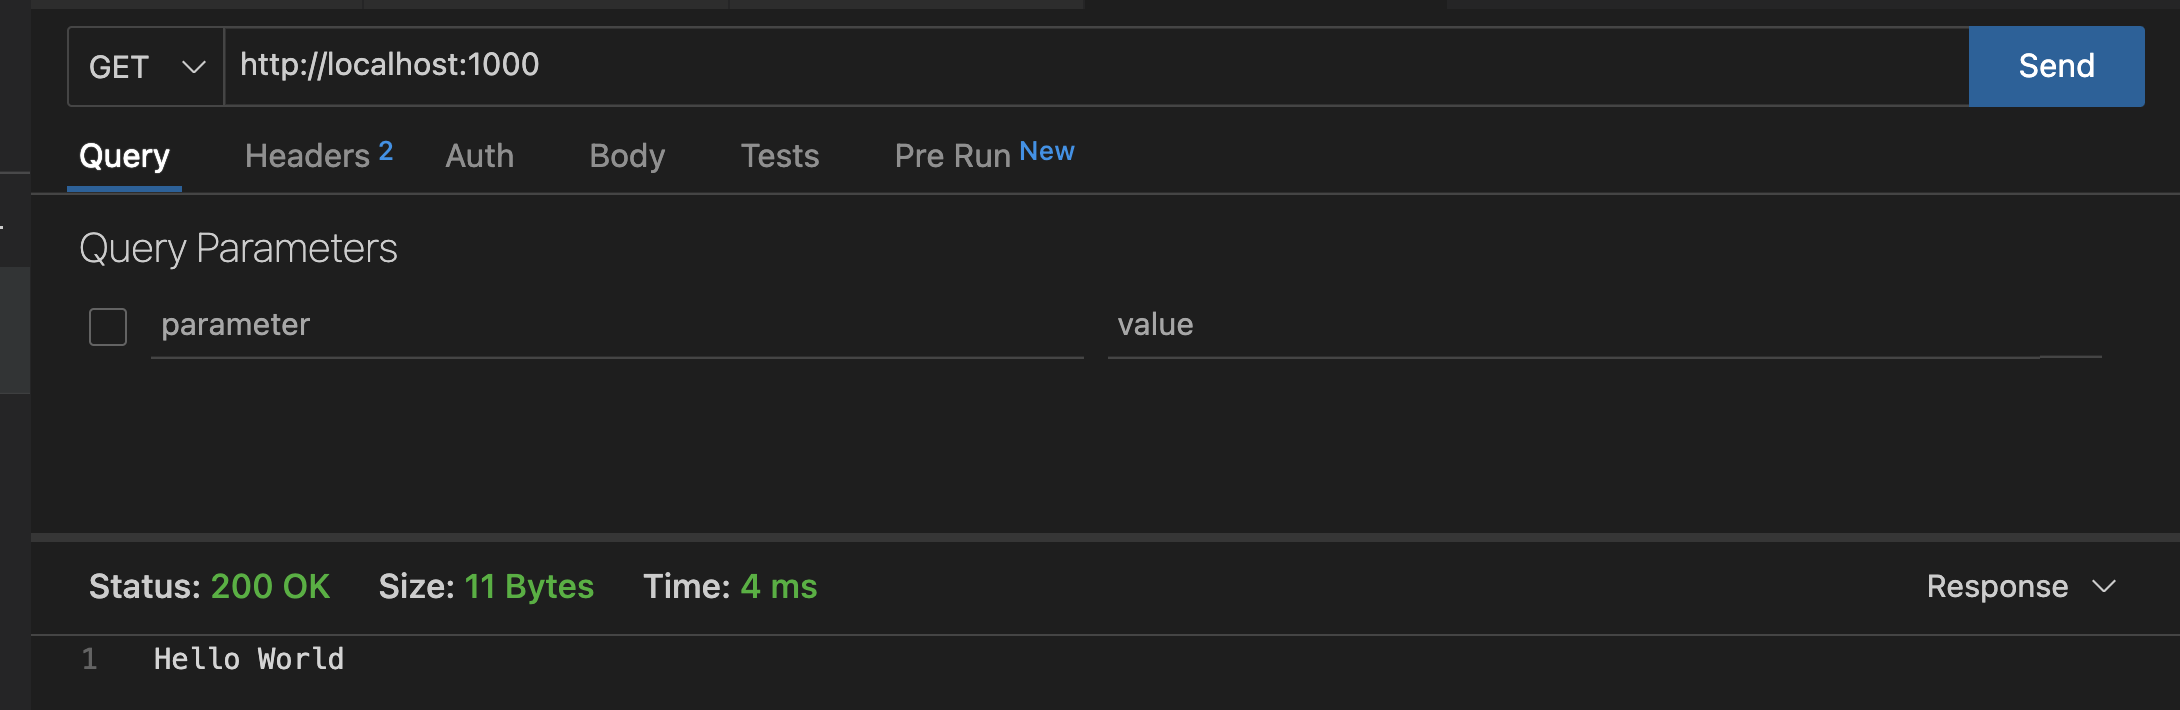 GET http://localhost:1000 Send
Query Headers 2 Auth Body Tests Pre Run New
Query Parameters
parameter value
Status: 200 OK Size: 11 Bytes Time: 4 ms Response
1 Hello World